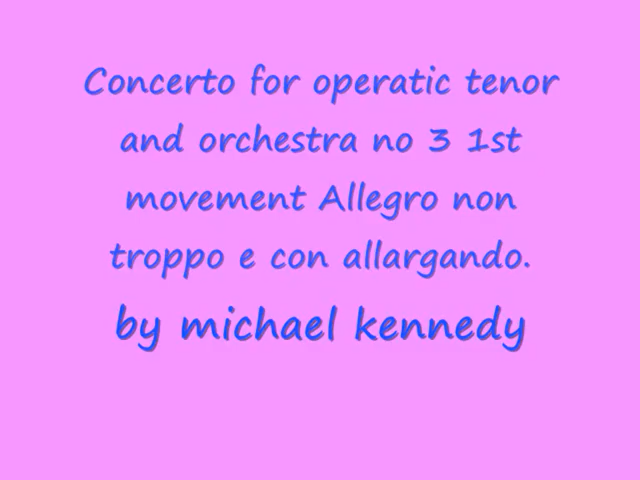 Concerto for operatic tenor
and orchestra no 3 1st
movement Allegro non
troppo e con allargando.
by michael kennedy